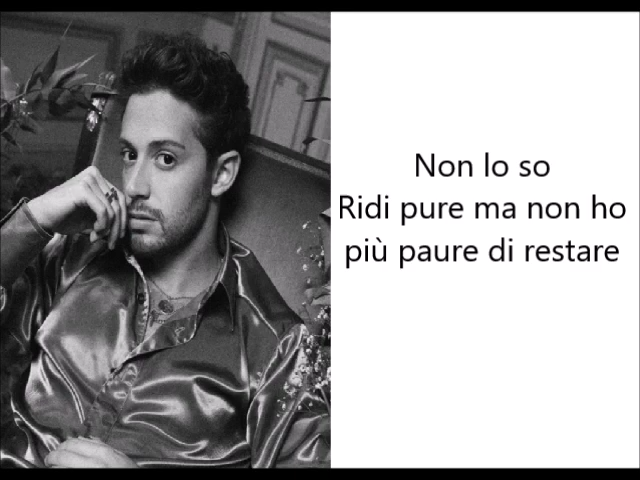 Non lo so
Ridi pure ma non ho
più paure di restare